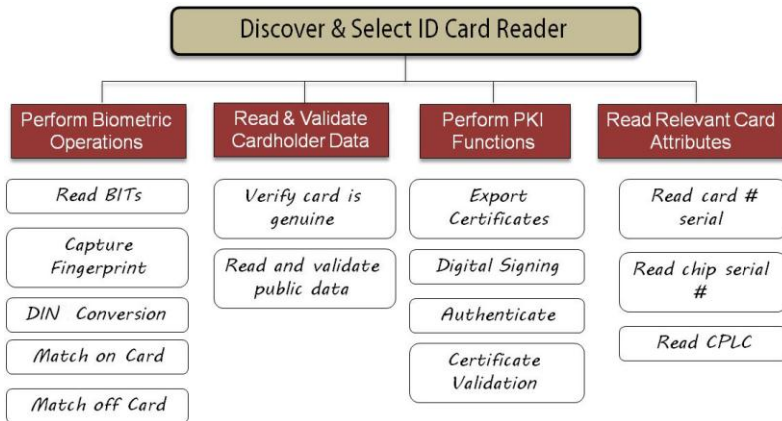 Discover & Select ID Card Reader
Perform Biometric
Operations
Read BITs
Capture
Fingerprint
DIN Conversion
Match on Card
Match off Card
Read & Validate
Cardholder Data
Verify card is
genuine
Read and validate
public data
Perform PKI
Functions
Export
Certificates
Digital Signing
Authenticate
Certificate
Validation
Read Relevant Card
Attributes
Read card #
serial
Read chip serial
#
Read CPLC